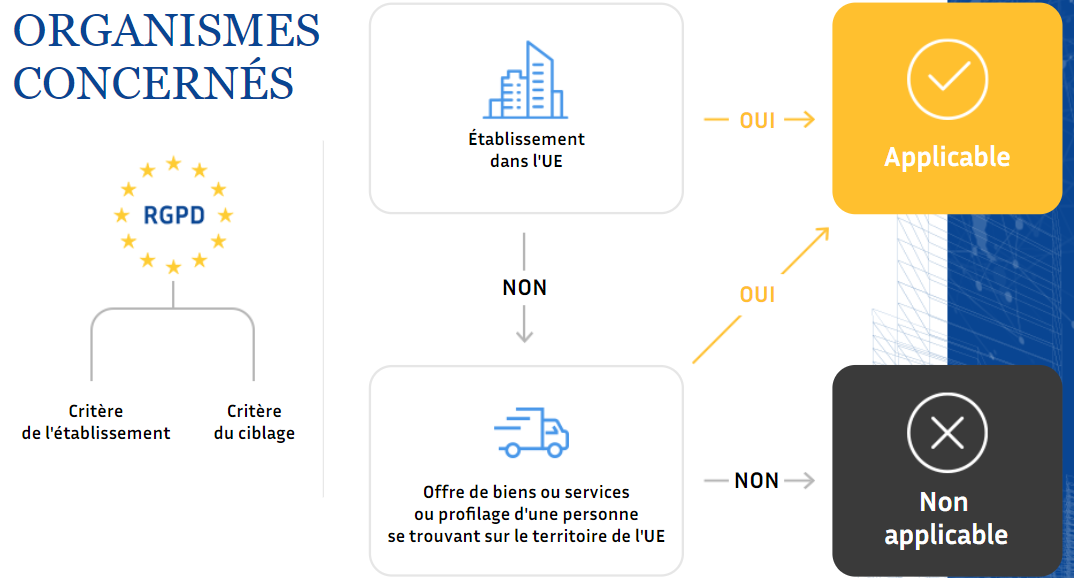 ORGANISMES
CONCERNÉS
RGPD
Critère
de l'établissement
Critère
du ciblage
Établissement
dans l'UE
OUI
Applicable
NON
OUI
Offre de biens ou services
ou profilage d'une personne
se trouvant sur le territoire de l'UE
NON
Non
applicable